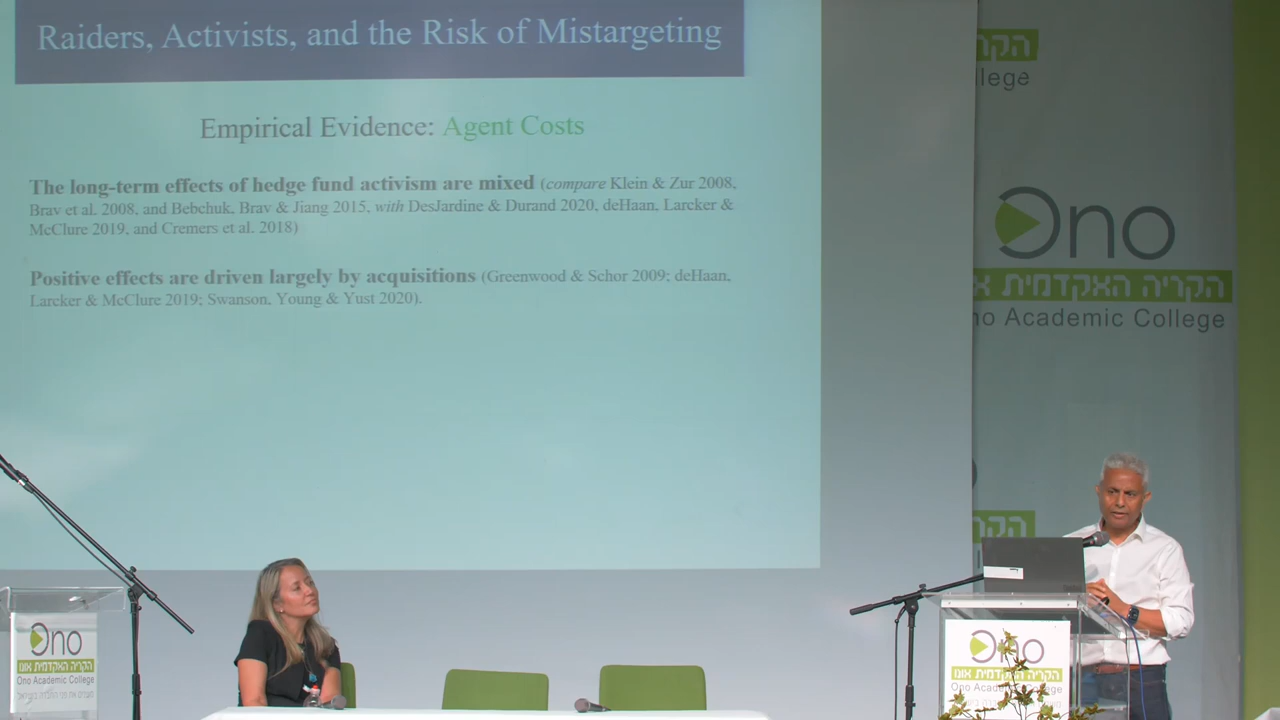 Raiders, Activists, and the Risk of Mistargeting
Empirical Evidence: Agent Costs
The long-term effects of hedge fund activism are mixed (compare Klein & Zur 2008,
Brav et al. 2008, and Bebchuk, Brav & Jiang 2015, with DesJardine & Durand 2020, deHaan, Larcker &
McClure 2019, and Cremers et al. 2018)
Positive effects are driven largely by acquisitions (Greenwood & Schor 2009; deHaan,
Larcker & McClure 2019; Swanson, Young & Yust 2020).
הקר
llege
Ono
הקריה האקדמית א
no Academic College
הקר
Ono
הקריה האקדמית אונו
Ono Academic College
Ono
הקריה האקדמית אונו
Ono Academic College